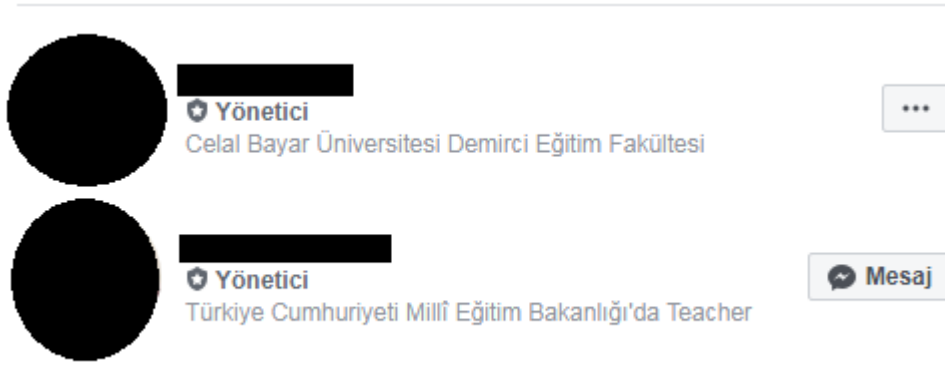 Yönetici
Celal Bayar Üniversitesi Demirci Eğitim Fakültesi
Yönetici
Mesaj
Türkiye Cumhuriyeti Millî Eğitim Bakanlığı'da Teacher